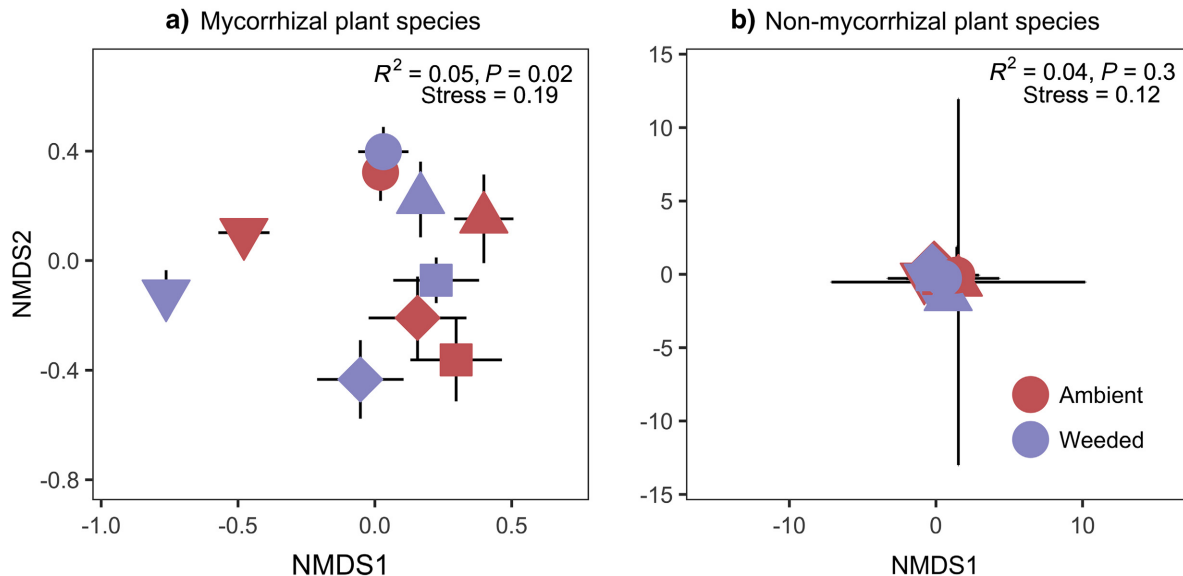 a) Mycorrhizal plant species
R² = 0.05, P = 0.02
Stress = 0.19
NMDS2
0.4
0.0
-0.4
-0.8
-1.0 -0.5 0.0 0.5
NMDS1
b) Non-mycorrhizal plant species
R² = 0.04, P = 0.3
Stress = 0.12
15
10
5
0
-5
-10
-15
Ambient
Weeded
-10 0 10
NMDS1